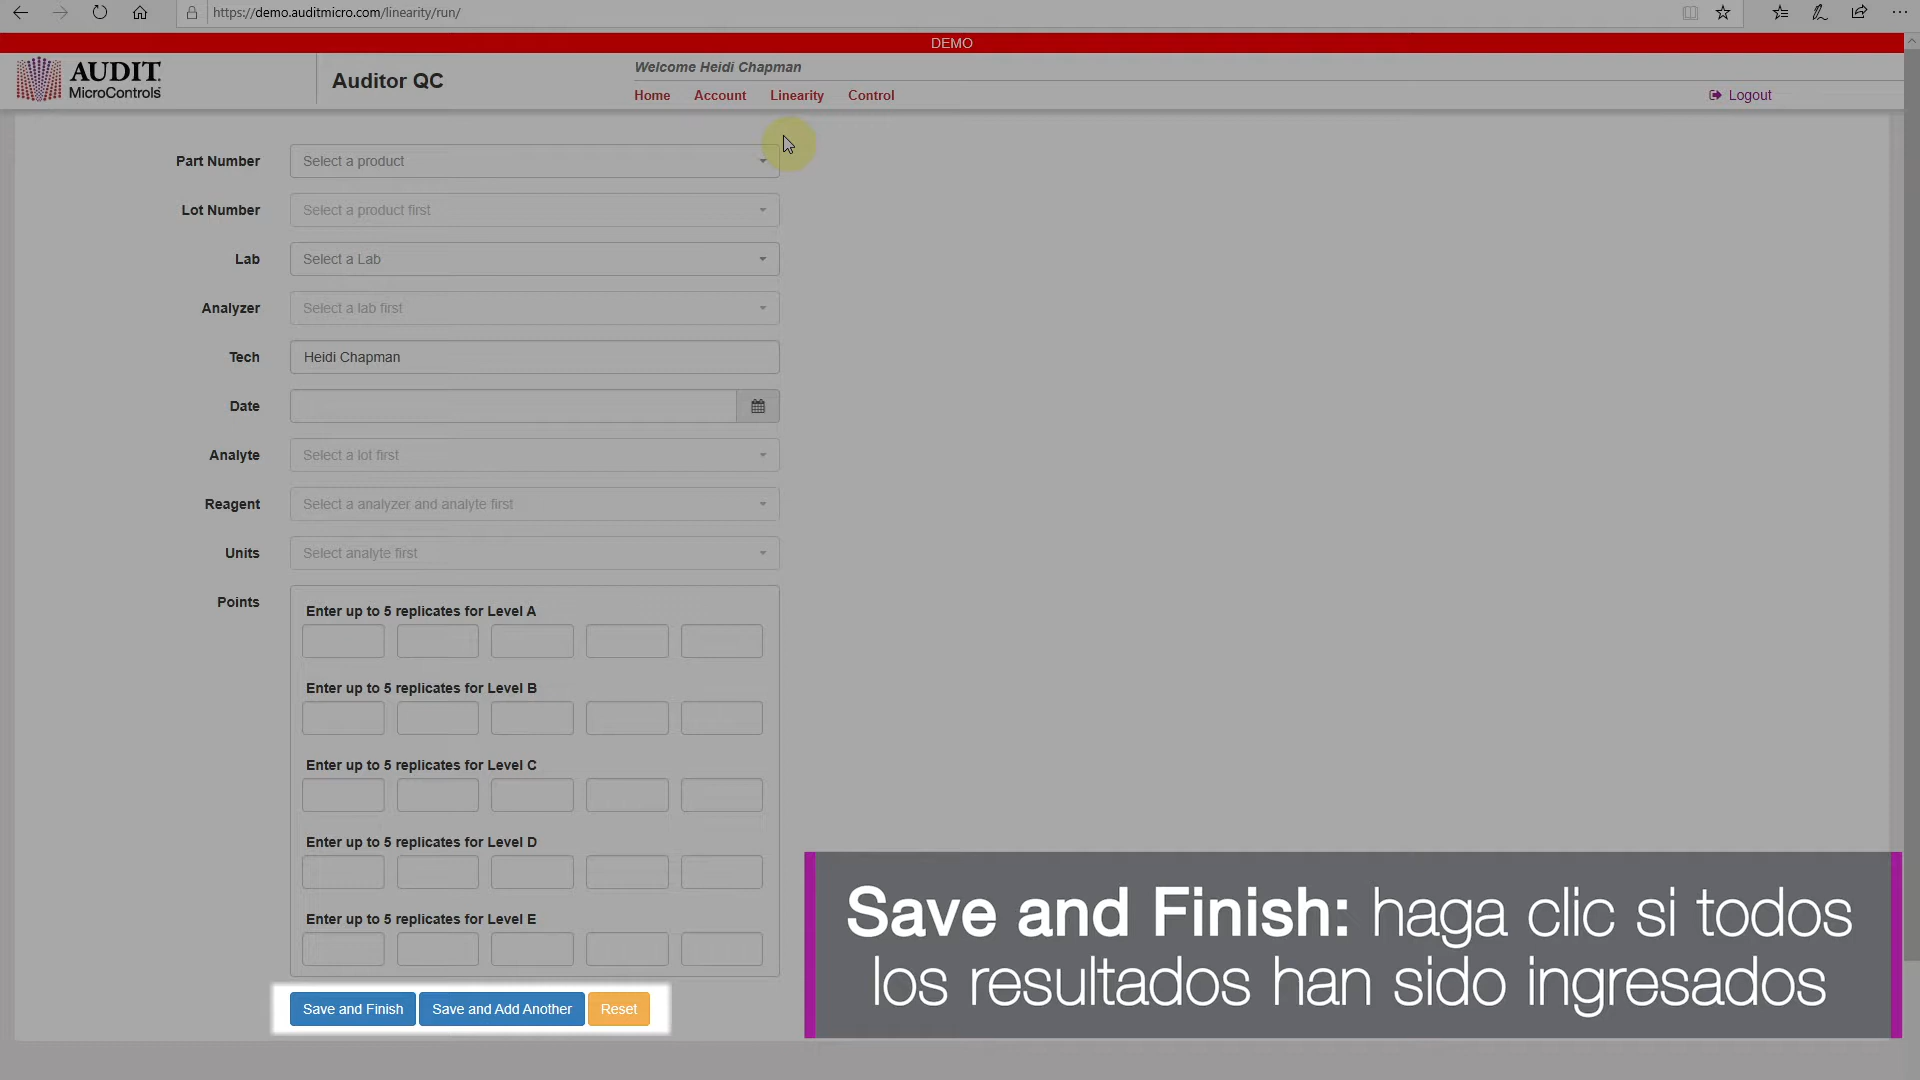 https://demo.auditmicro.com/linearity/run/
DEMO
AUDIT
MicroControls
Auditor QC
Welcome Heidi Chapman
Home Account Linearity Control
Logout
Part Number Select a product
Lot Number Select a product first
Lab Select a Lab
Analyzer Select a lab first
Tech Heidi Chapman
Date
Analyte Select a lot first
Reagent Select a analyzer and analyte first
Units Select analyte first
Points
Enter up to 5 replicates for Level A
Enter up to 5 replicates for Level B
Enter up to 5 replicates for Level C
Enter up to 5 replicates for Level D
Enter up to 5 replicates for Level E
Save and Finish Save and Add Another Reset
Save and Finish: haga clic si todos
los resultados han sido ingresados